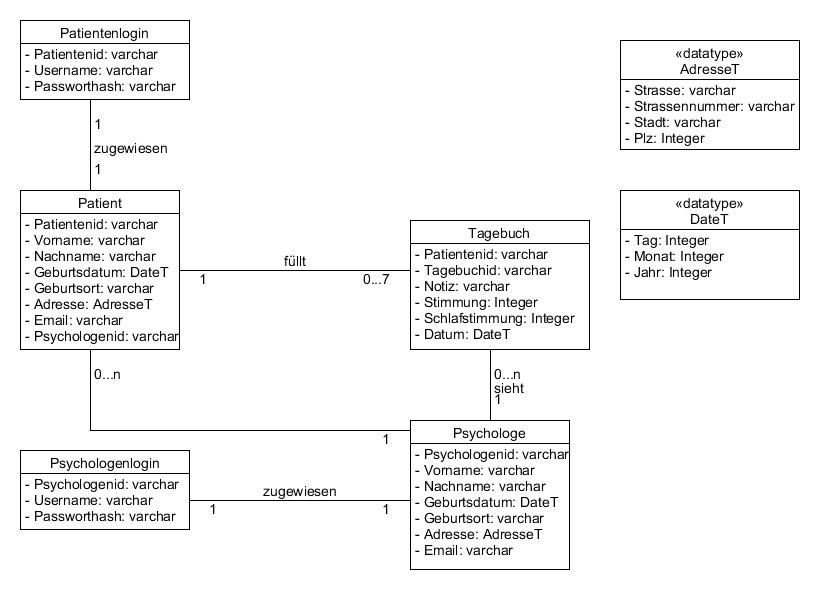 Patientenlogin
- Patientenid: varchar
- Username: varchar
- Passworthash: varchar
«datatype»
AdresseT
- Strasse: varchar
- Strassennummer: varchar
- Stadt: varchar
- Plz: Integer
1
zugewiesen
1
Patient
- Patientenid: varchar
- Vorname: varchar
- Nachname: varchar
- Geburtsdatum: DateT
- Geburtsort: varchar
- Adresse: AdresseT
- Email: varchar
- Psychologenid: varchar
«datatype»
DateT
- Tag: Integer
- Monat: Integer
- Jahr: Integer
füllt
1
0...7
Tagebuch
- Patientenid: varchar
- Tagebuchid: varchar
- Notiz: varchar
- Stimmung: Integer
- Schlafstimmung: Integer
- Datum: DateT
0...n
1
0...n
sieht
1
Psychologe
- Psychologenid: varchar
- Vorname: varchar
- Nachname: varchar
- Geburtsdatum: DateT
- Geburtsort: varchar
- Adresse: AdresseT
- Email: varchar
Psychologenlogin
- Psychologenid: varchar
- Username: varchar
- Passworthash: varchar
zugewiesen
1
1